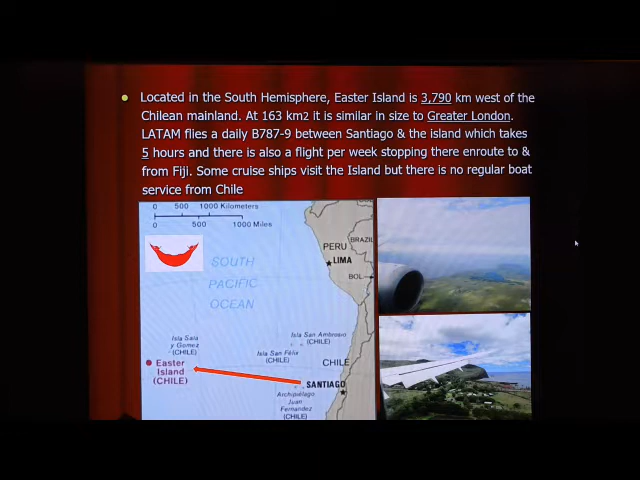 Located in the South Hemisphere, Easter Island is 3,790 km west of the
Chilean mainland. At 163 km2 it is similar in size to Greater London.
LATAM flies a daily B787-9 between Santiago & the island which takes
5 hours and there is also a flight per week stopping there enroute to &
from Fiji. Some cruise ships visit the Island but there is no regular boat
service from Chile
0 500 1000 Kilometers
0 500 1000 Miles
PERU
BRAZIL
LIMA
BOL
SOUTH
PACIFIC
OCEAN
Isla Sala
y Gomez
(CHILE)
Isla San Ambrosio
(CHILE)
Isla San Félix
(CHILE)
CHILE
Easter
Island
(CHILE)
SANTIAGO
Archipiélago
Juan
Fernandez
(CHILE)